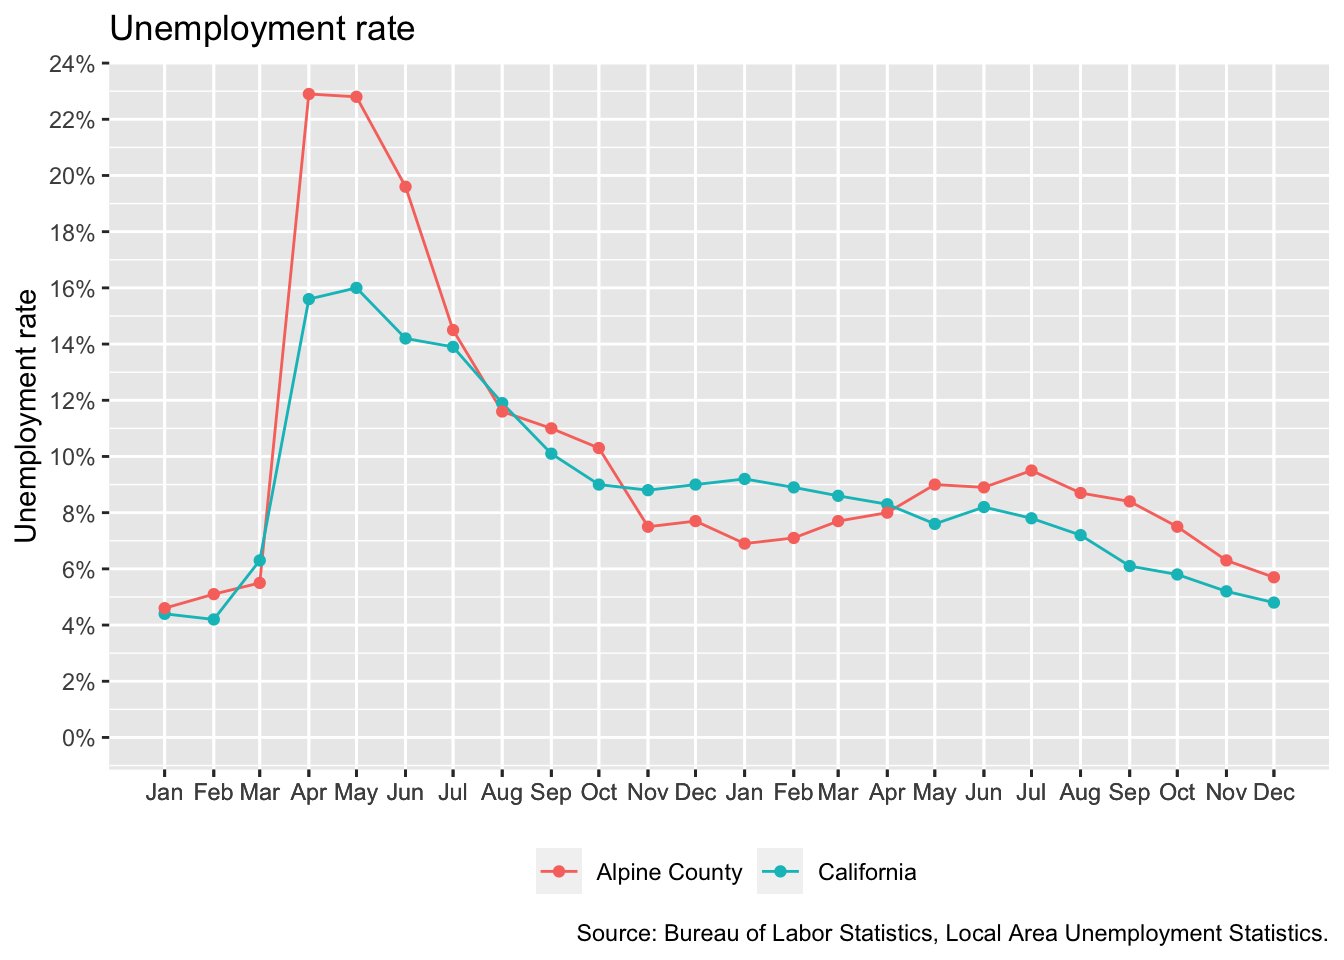 Unemployment rate
24%
22%
20%
18%
16%
14%
12%
10%
8%
6%
4%
2%
0%
Unemployment rate
Jan Feb Mar Apr May Jun Jul Aug Sep Oct Nov Dec Jan Feb Mar Apr May Jun Jul Aug Sep Oct Nov Dec
Alpine County California
Source: Bureau of Labor Statistics, Local Area Unemployment Statistics.